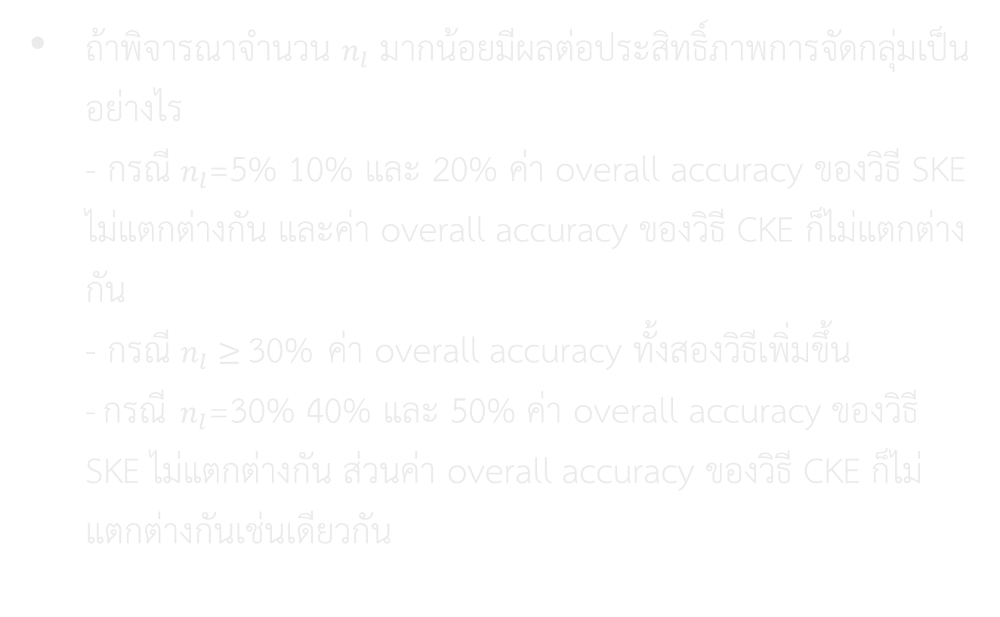 • ถ้าพิจารณาจำนวน nₗ มากน้อยมีผลต่อประสิทธิ์ภาพการจัดกลุ่มเป็น
อย่างไร
- กรณี nₗ=5% 10% และ 20% ค่า overall accuracy ของวิธี SKE
ไม่แตกต่างกัน และค่า overall accuracy ของวิธี CKE ก็ไม่แตกต่าง
กัน
- กรณี nₗ ≥ 30% ค่า overall accuracy ทั้งสองวิธีเพิ่มขึ้น
- กรณี nₗ=30% 40% และ 50% ค่า overall accuracy ของวิธี
SKE ไม่แตกต่างกัน ส่วนค่า overall accuracy ของวิธี CKE ก็ไม่
แตกต่างกันเช่นเดียวกัน